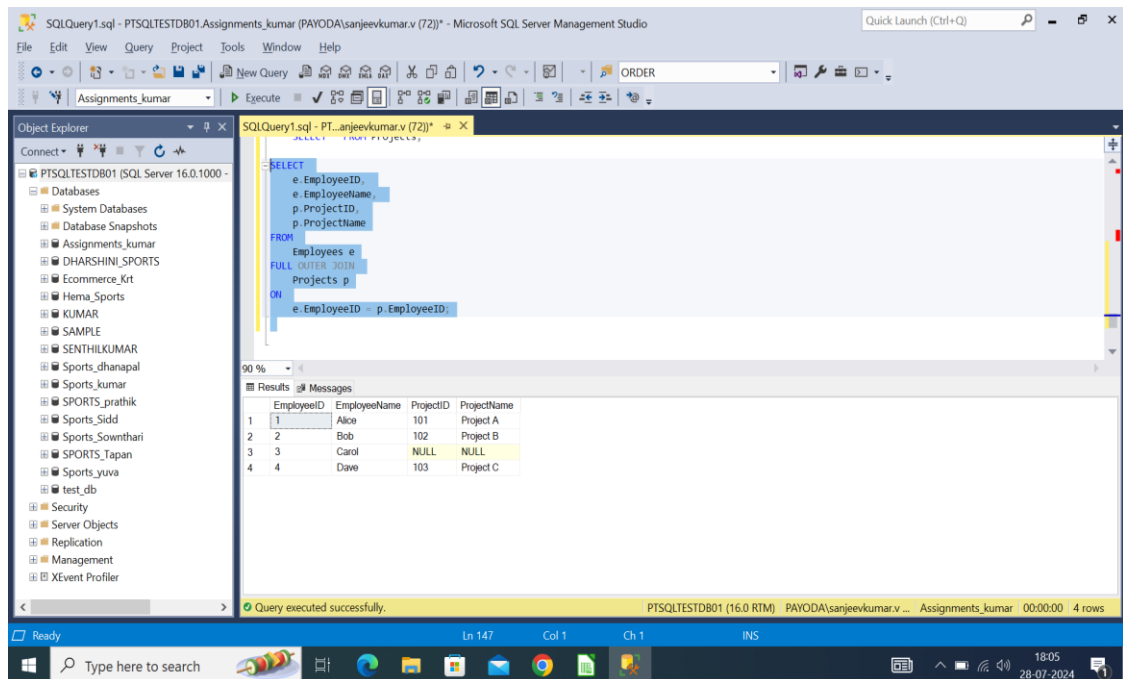 SQLQuery1.sql - PTSQLTESTDB01.Assignments_kumar (PAYODA\sanjeevkumar.v (72))* - Microsoft SQL Server Management Studio
Quick Launch (Ctrl+Q)
File Edit View Query Project Tools Window Help
New Query
ORDER
Assignments_kumar
Execute
Object Explorer
Connect
PTSQLTESTDB01 (SQL Server 16.0.1000 -
Databases
System Databases
Database Snapshots
Assignments_kumar
DHARSHINI_SPORTS
Ecommerce_Krt
Hema_Sports
KUMAR
SAMPLE
SENTHILKUMAR
Sports_dhanapal
Sports_kumar
SPORTS_prathik
Sports_Sidd
Sports_Sownthari
SPORTS_Tapan
Sports_yuva
test_db
Security
Server Objects
Replication
Management
XEvent Profiler
SQLQuery1.sql - PT...anjeevkumar.v (72))*
SELECT * FROM Projects;
SELECT
e.EmployeeID,
e.EmployeeName,
p.ProjectID,
p.ProjectName
FROM
Employees e
FULL OUTER JOIN
Projects p
ON
e.EmployeeID = p.EmployeeID;
90 %
Results Messages
EmployeeID EmployeeName ProjectID ProjectName
1 1 Alice 101 Project A
2 2 Bob 102 Project B
3 3 Carol NULL NULL
4 4 Dave 103 Project C
Query executed successfully.
PTSQLTESTDB01 (16.0 RTM) PAYODA\sanjeevkumar.v ... Assignments_kumar 00:00:00 4 rows
Ready Ln 147 Col 1 Ch 1 INS
Type here to search
18:05
28-07-2024